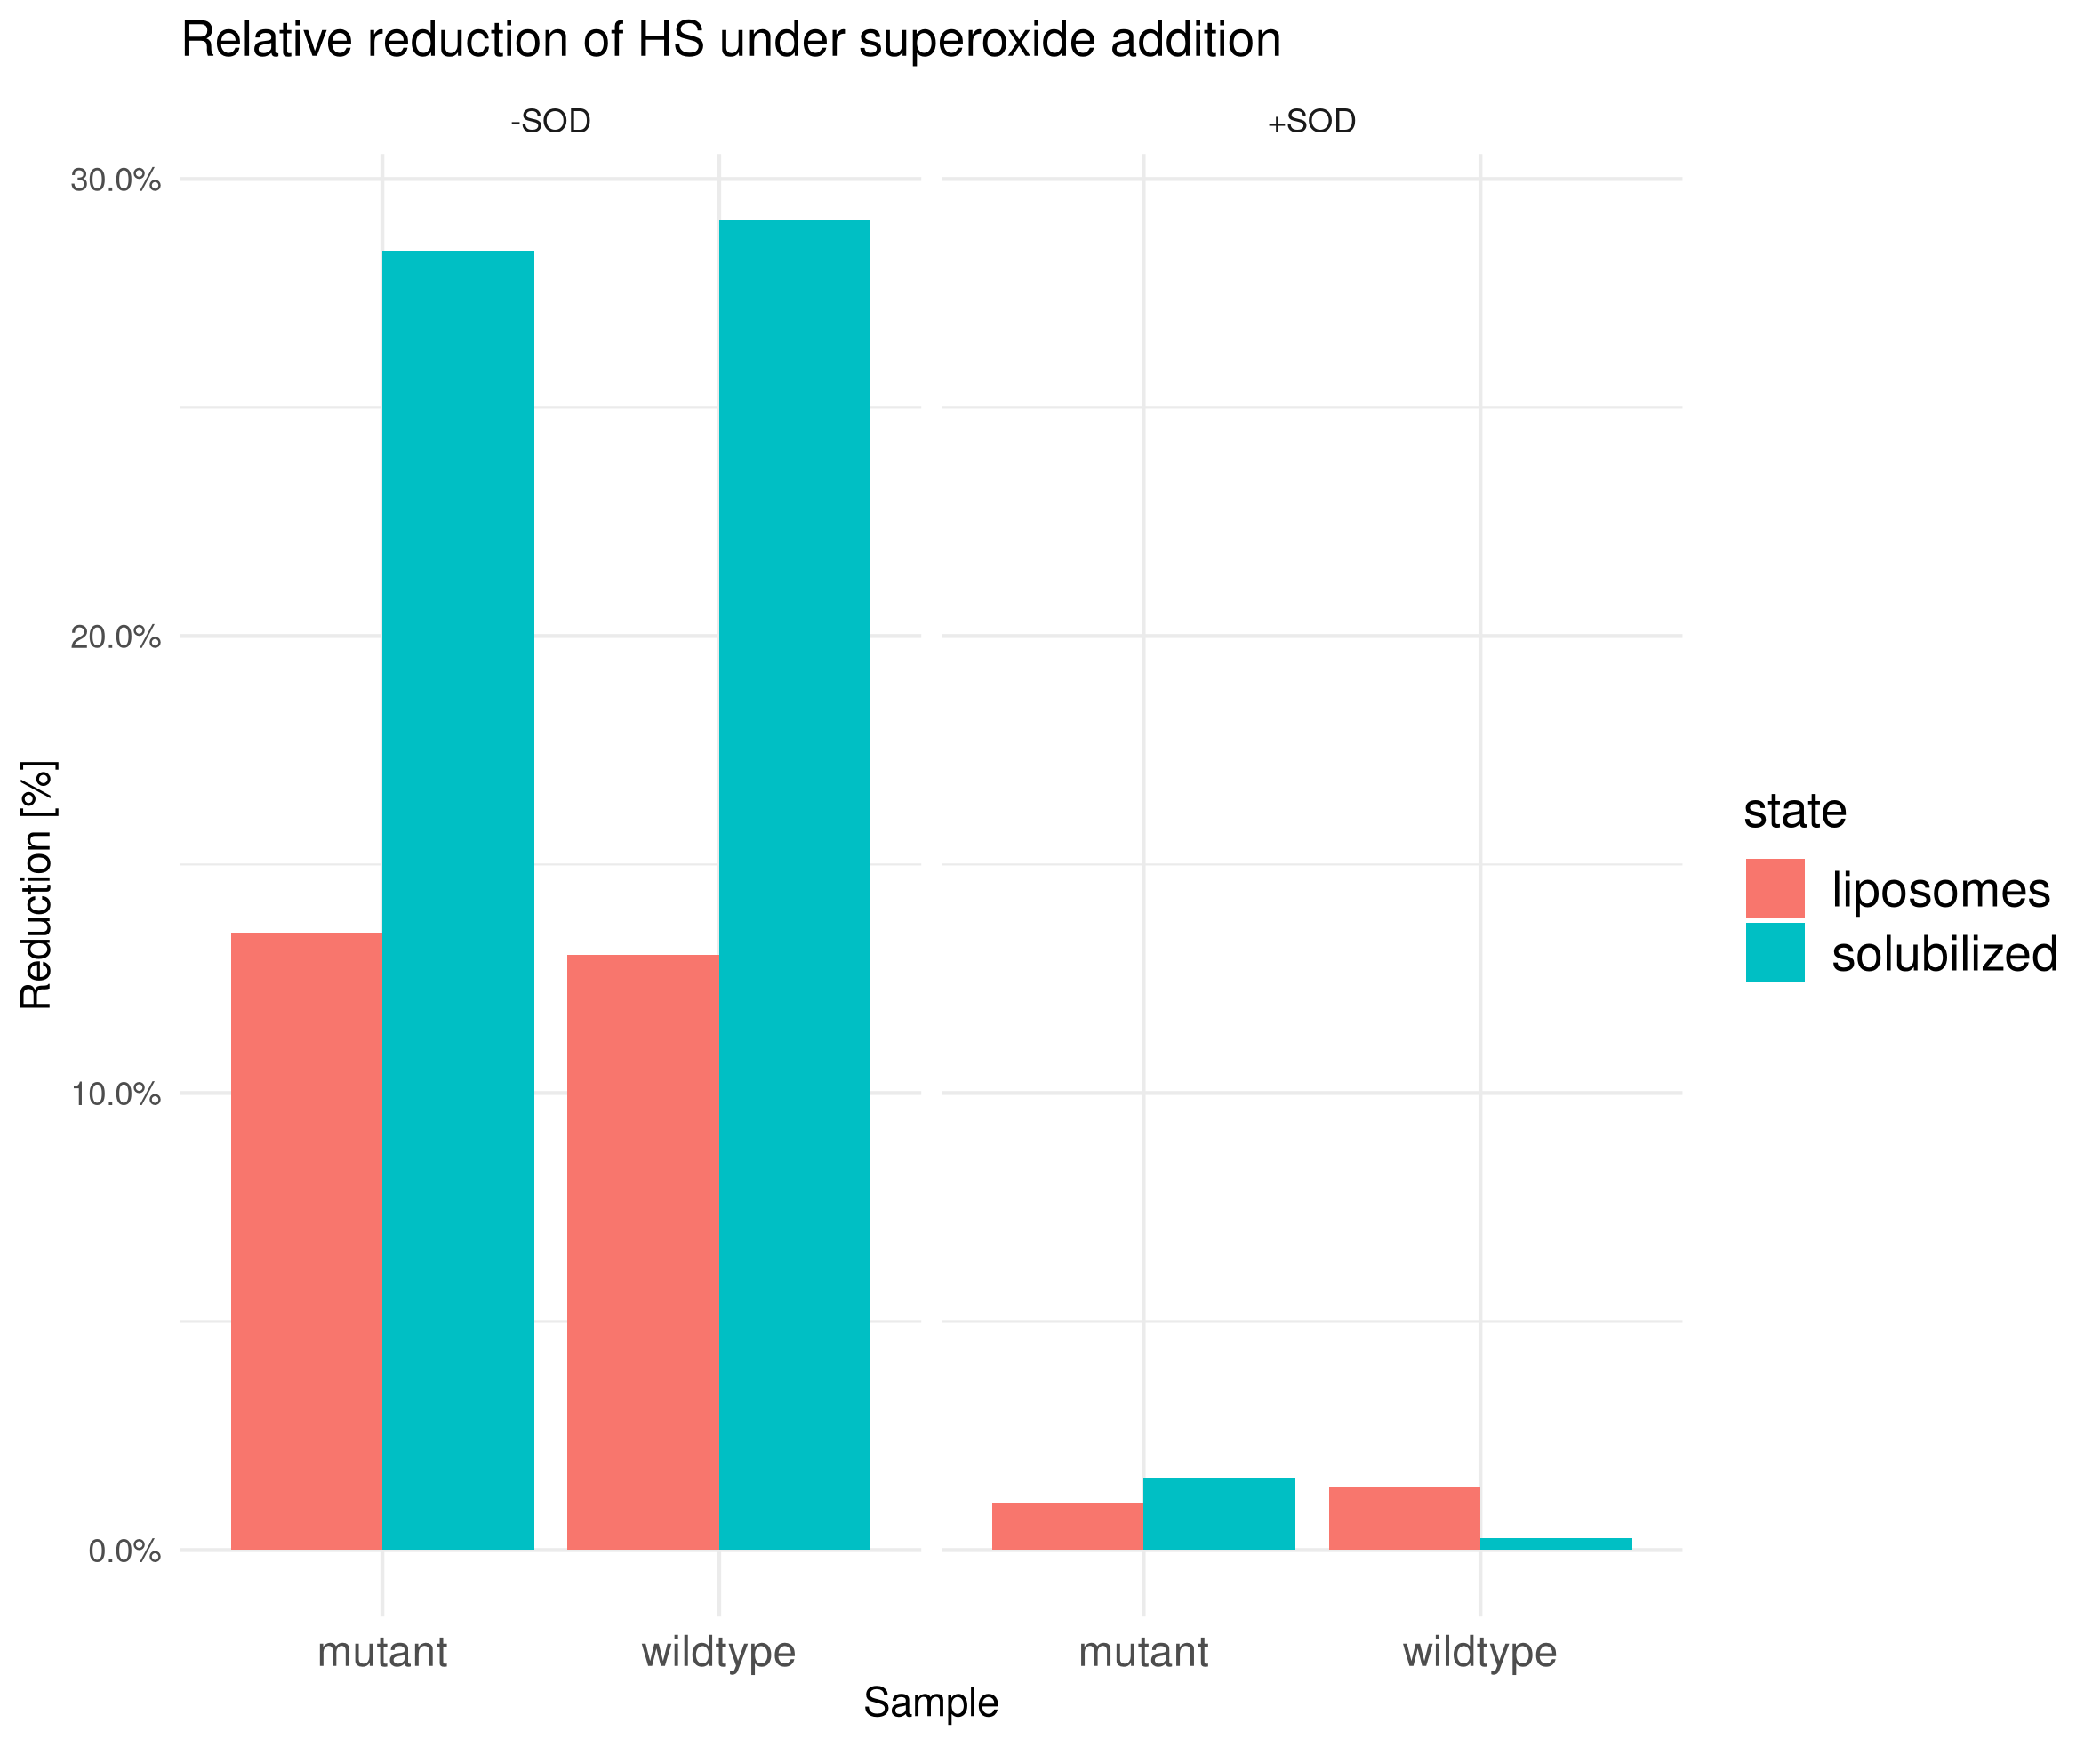 Relative reduction of HS under superoxide addition
-SOD
+SOD
30.0%
20.0%
10.0%
0.0%
Reduction [%]
mutant
wildtype
mutant
wildtype
Sample
state
liposomes
solubilized